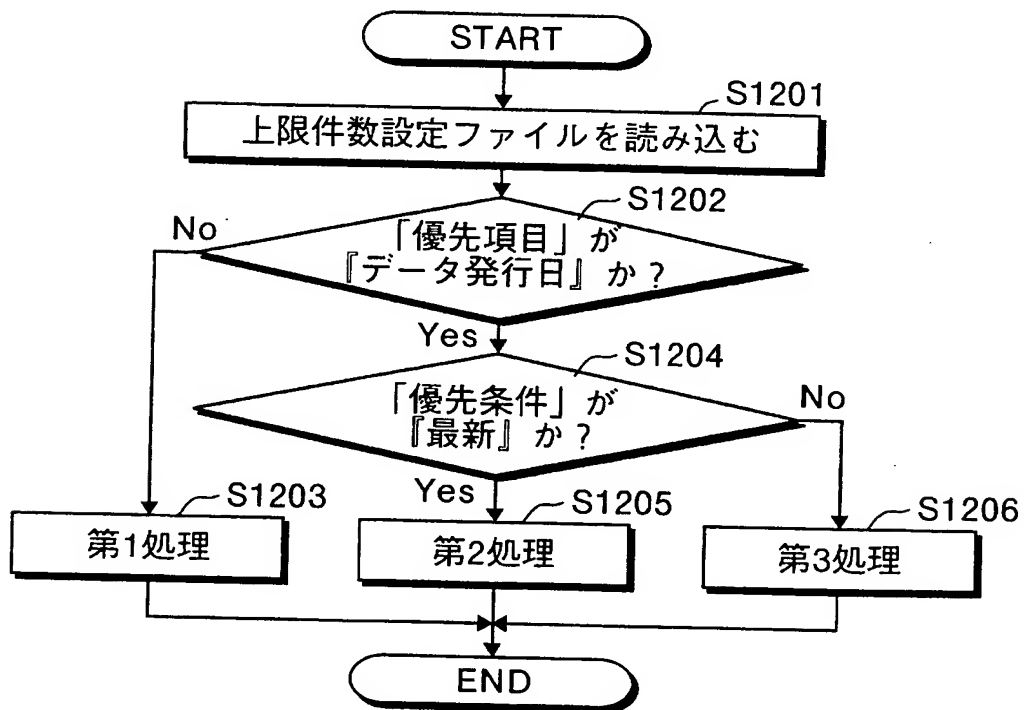 START
S1201
上限件数設定ファイルを読み込む
S1202
No
「優先項目」が
『データ発行日』か?
Yes
S1204
「優先条件」が
『最新』か?
No
Yes
S1203
第1処理
S1205
第2処理
S1206
第3処理
END